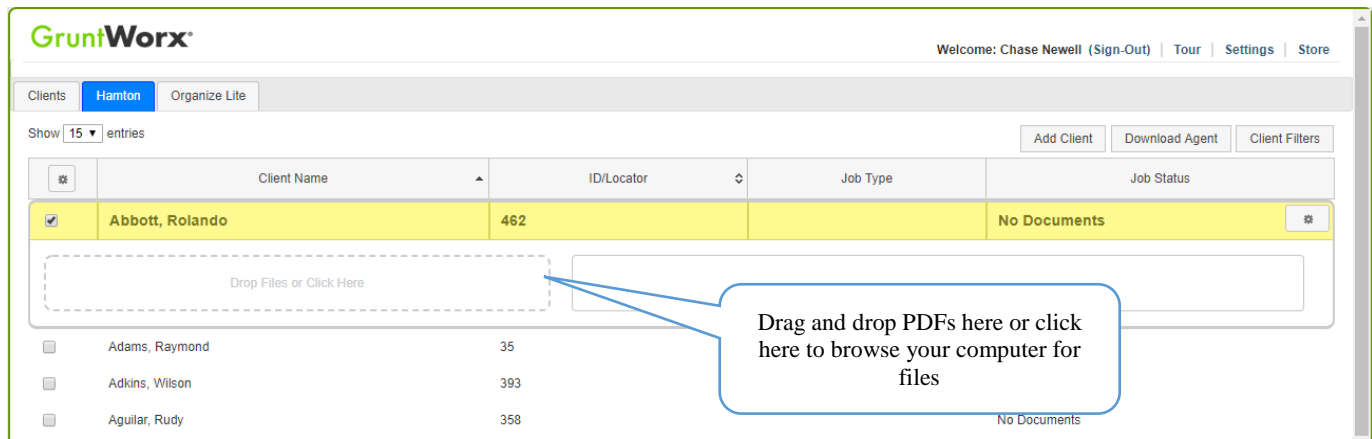 GruntWorx
Welcome: Chase Newell (Sign-Out) | Tour | Settings | Store
Clients Hamton Organize Lite
Show 15 entries
Add Client Download Agent Client Filters
Client Name ID/Locator Job Type Job Status
Abbott, Rolando 462 No Documents
Drop Files or Click Here
Drag and drop PDFs here or click
here to browse your computer for
files
Adams, Raymond 35
Adkins, Wilson 393
Aguilar, Rudy 358 No Documents